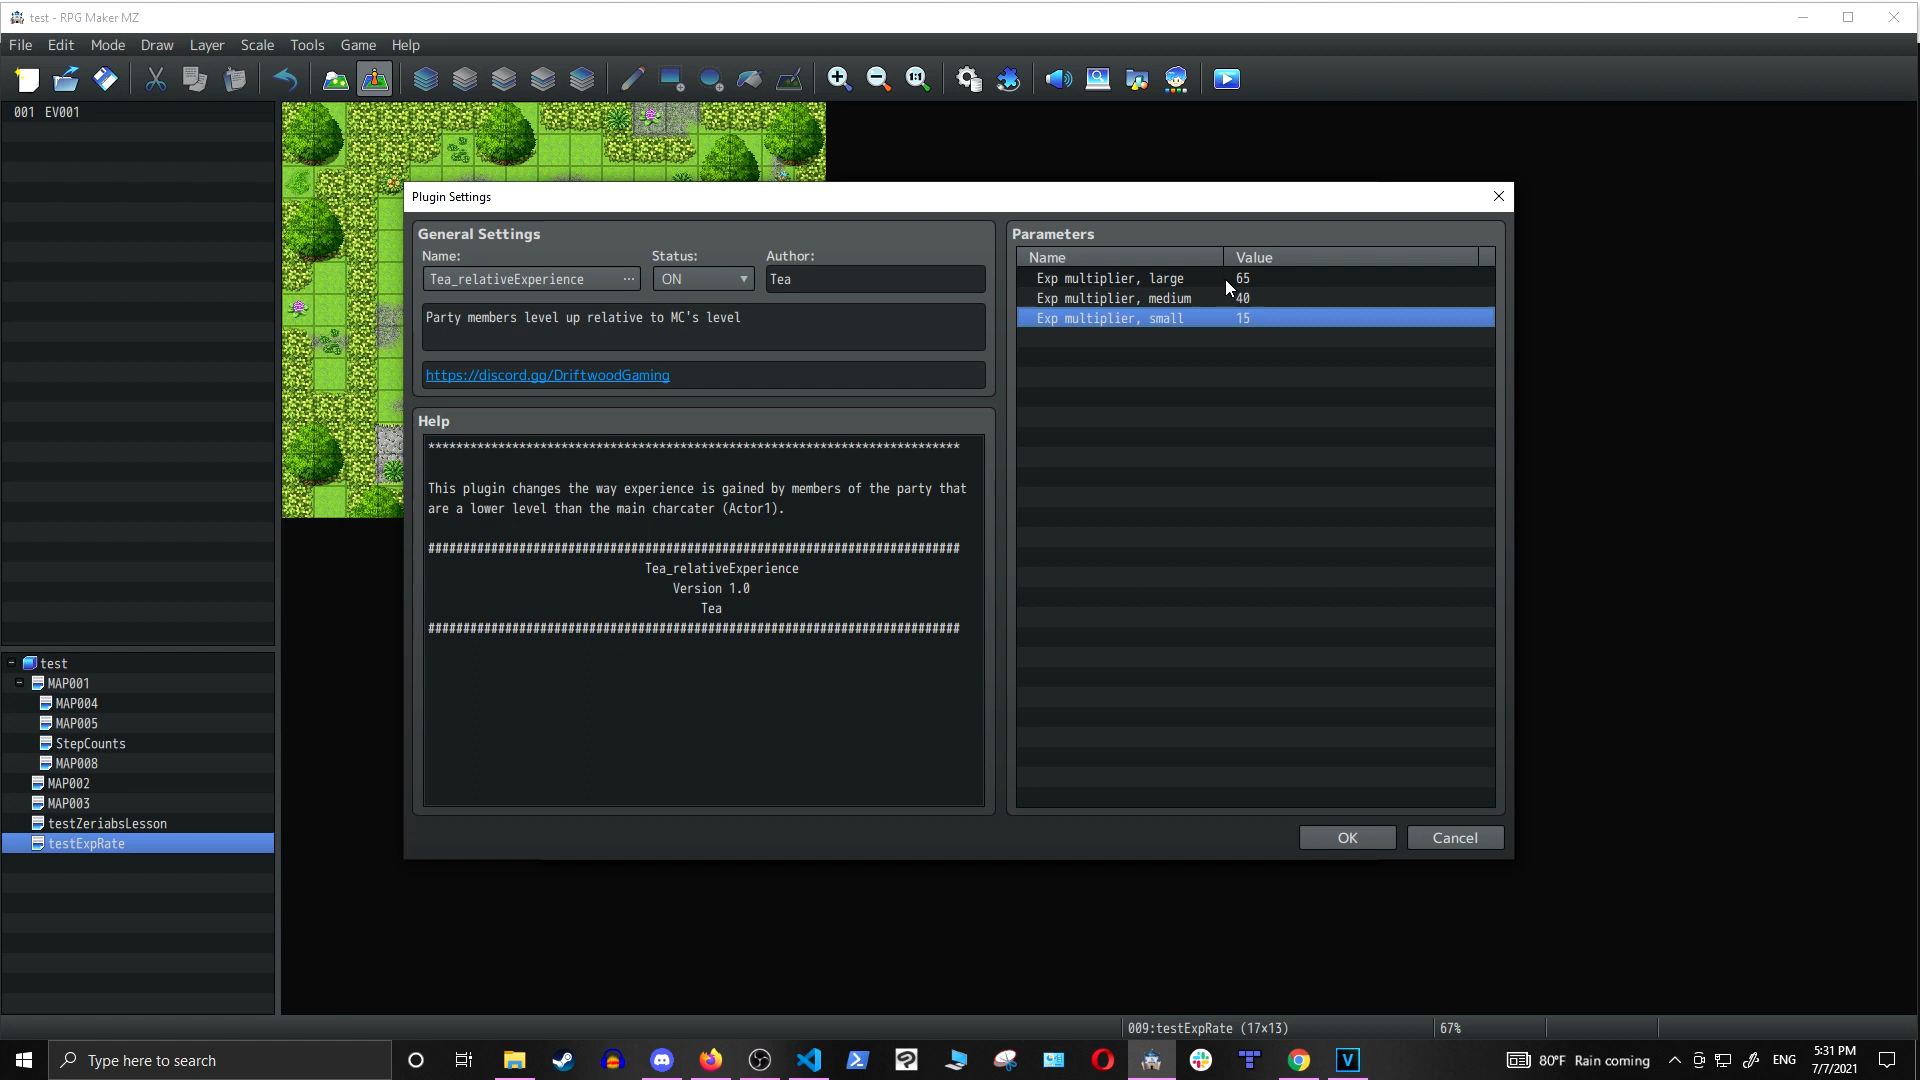 test - RPG Maker MZ
File Edit Mode Draw Layer Scale Tools Game Help
1:1
001 EV001
Plugin Settings
General Settings
Name: Status: Author:
Tea_relativeExperience ... ON Tea
Party members level up relative to MC's level
https://discord.gg/DriftwoodGaming
Help
****************************************************************************
This plugin changes the way experience is gained by members of the party that
are a lower level than the main charcater (Actor1).
############################################################################
Tea_relativeExperience
Version 1.0
Tea
############################################################################
Parameters
Name Value
Exp multiplier, large 65
Exp multiplier, medium 40
Exp multiplier, small 15
OK Cancel
test
MAP001
MAP004
MAP005
StepCounts
MAP008
MAP002
MAP003
testZeriabsLesson
testExpRate
009:testExpRate (17x13) 67%
Type here to search
V
80°F Rain coming
ENG
5:31 PM
7/7/2021